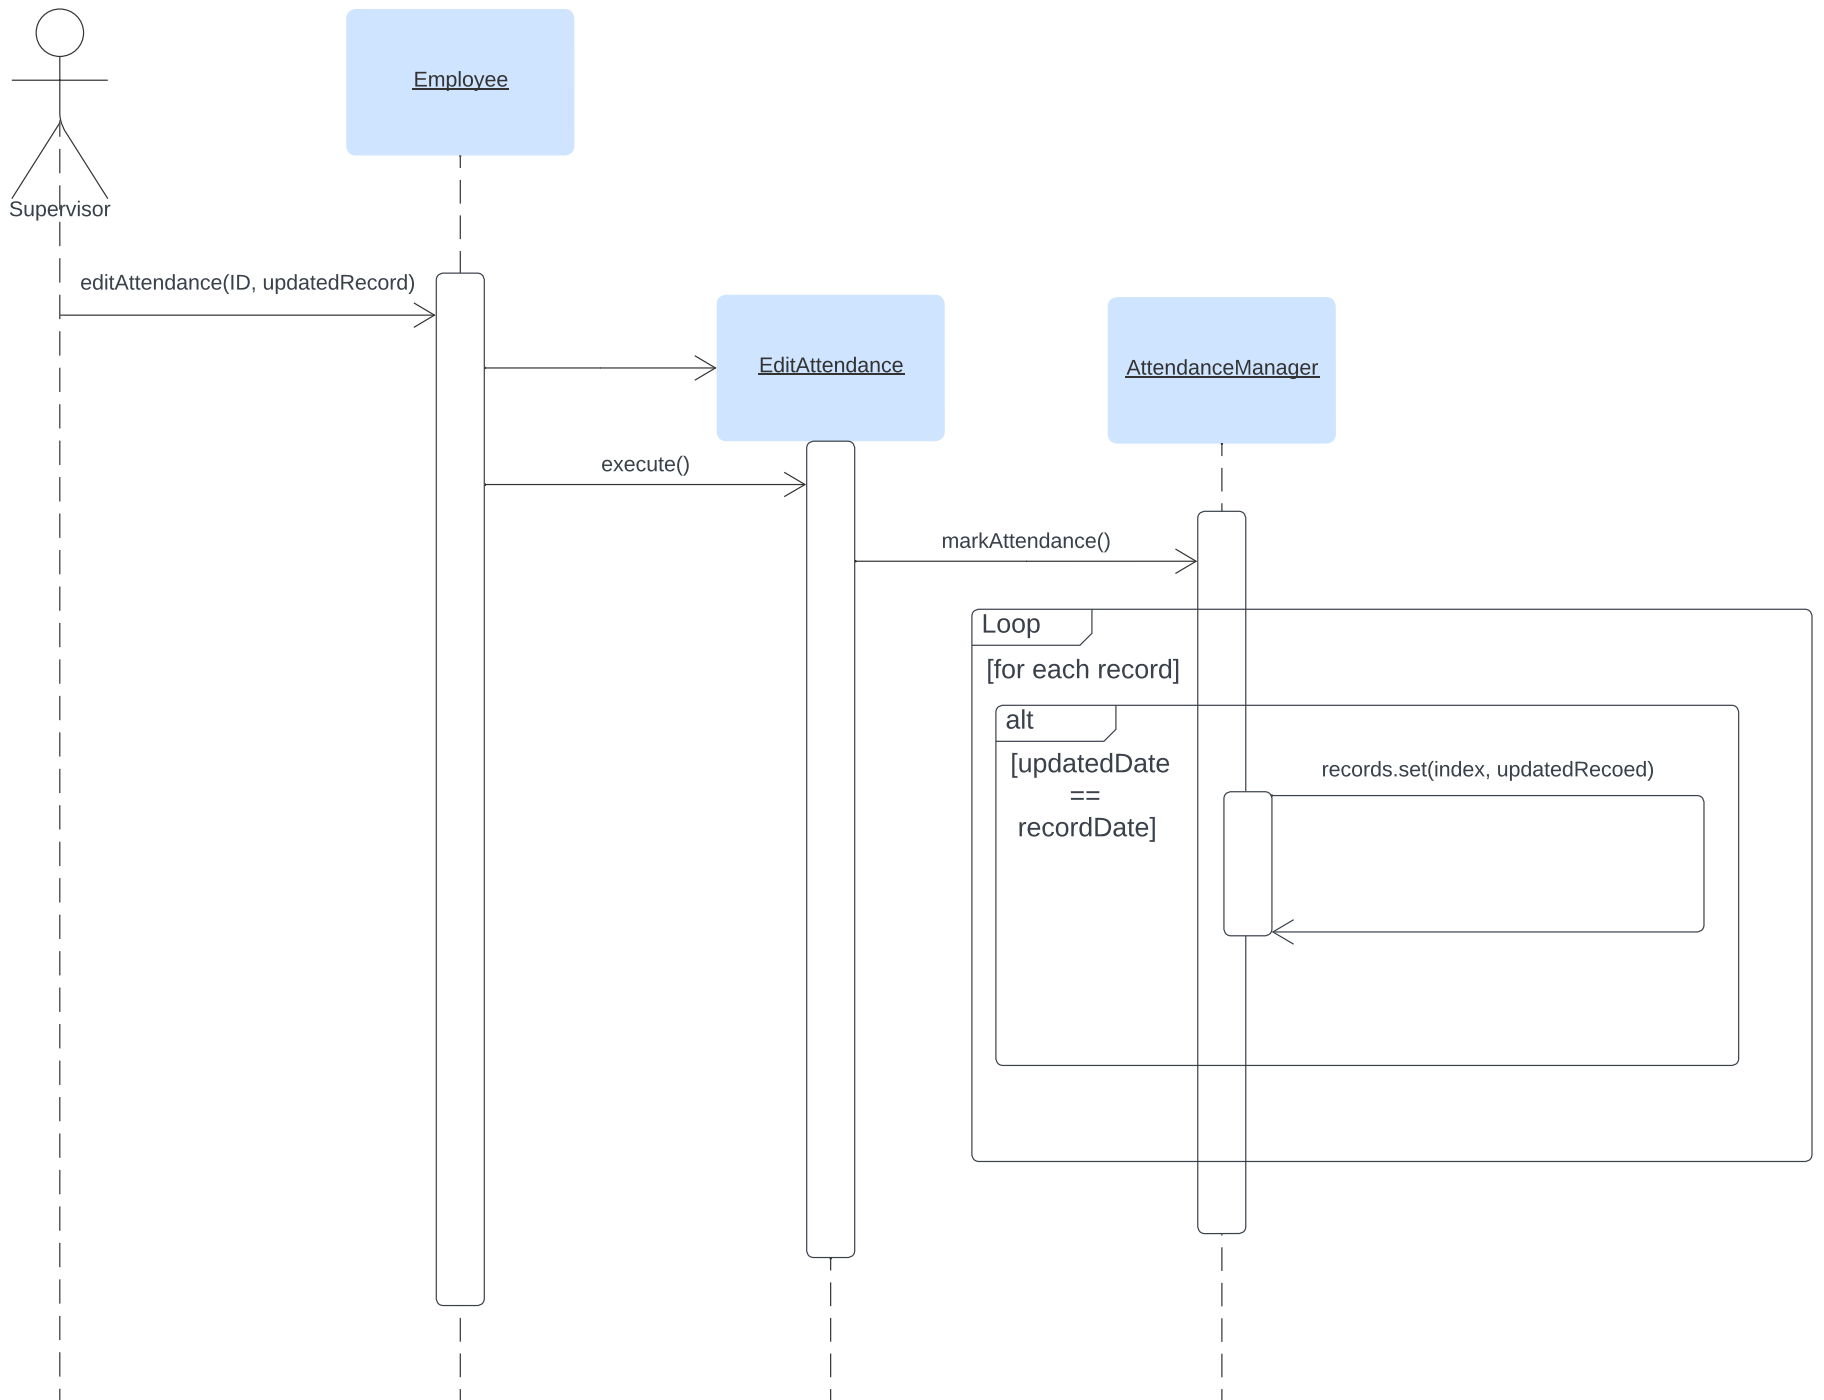 Employee
Supervisor
editAttendance(ID, updatedRecord)
EditAttendance
AttendanceManager
execute()
markAttendance()
Loop
[for each record]
alt
[updatedDate
==
recordDate]
records.set(index, updatedRecoed)